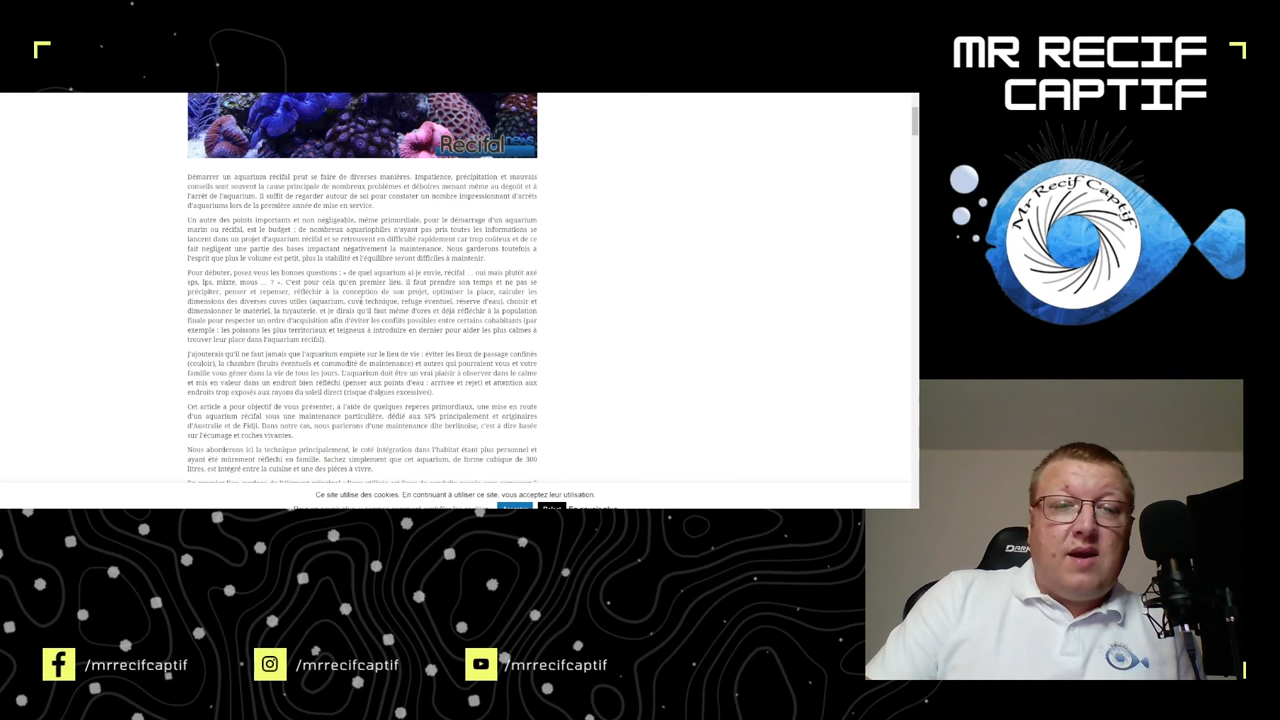 MR RECIF
CAPTIF
Mr Recif Captif
Recifal news
Démarrer un aquarium récifal peut se faire de diverses manières. Impatience, précipitation et mauvais
conseils sont souvent la cause principale de nombreux problèmes et déboires menant même au dégoût et à
l'arrêt de l'aquarium. Il suffit de regarder autour de soi pour constater un nombre impressionnant d'arrêts
d'aquariums lors de la première année de mise en service.
Un autre des points importants et non négligeable, même primordiale, pour le démarrage d'un aquarium
marin ou récifal, est le budget ; de nombreux aquariophiles n'ayant pas pris toutes les informations se
lancent dans un projet d'aquarium récifal et se retrouvent en difficulté rapidement car trop coûteux et de ce
fait négligent une partie des bases impactant négativement la maintenance. Nous garderons toutefois à
l'esprit que plus le volume est petit, plus la stabilité et l'équilibre seront difficiles à maintenir.
Pour débuter, posez vous les bonnes questions : « de quel aquarium ai-je envie, récifal … oui mais plutôt axé
sps, lps, mixte, mous … ? ». C'est pour cela qu'en premier lieu, il faut prendre son temps et ne pas se
précipiter, penser et repenser, réfléchir à la conception de son projet, optimiser la place, calculer les
dimensions des diverses cuves utiles (aquarium, cuve technique, refuge éventuel, réserve d'eau), choisir et
dimensionner le matériel, la tuyauterie, et je dirais qu'il faut même d'ores et déjà réfléchir à la population
finale pour respecter un ordre d'acquisition afin d'éviter les conflits possibles entre certains cohabitants (par
exemple : les poissons les plus territoriaux et teigneux à introduire en dernier pour aider les plus calmes à
trouver leur place dans l'aquarium récifal).
J'ajouterais qu'il ne faut jamais que l'aquarium empiète sur le lieu de vie : éviter les lieux de passage confinés
(couloir), la chambre (bruits éventuels et commodité de maintenance) et autres qui pourraient vous et votre
famille vous gêner dans la vie de tous les jours. L'aquarium doit être un vrai plaisir à observer dans le calme
et mis en valeur dans un endroit bien réfléchi (penser aux points d'eau : arrivée et rejet) et attention aux
endroits trop exposés aux rayons du soleil direct (risque d'algues excessives).
Cet article a pour objectif de vous présenter, à l'aide de quelques repères primordiaux, une mise en route
d'un aquarium récifal sous une maintenance particulière, dédié aux SPS principalement et originaires
d'Australie et de Fidji. Dans notre cas, nous parlerons d'une maintenance dite berlinoise, c'est à dire basée
sur l'écumage et roches vivantes.
Nous aborderons ici la technique principalement, le coté intégration dans l'habitat étant plus personnel et
ayant été mûrement réfléchi en famille. Sachez simplement que cet aquarium, de forme cubique de 300
litres, est intégré entre la cuisine et une des pièces à vivre.
Ce site utilise des cookies. En continuant à utiliser ce site, vous acceptez leur utilisation.
Accepter
Reject
En savoir plus
DARK
/mrrecifcaptif
/mrrecifcaptif
/mrrecifcaptif